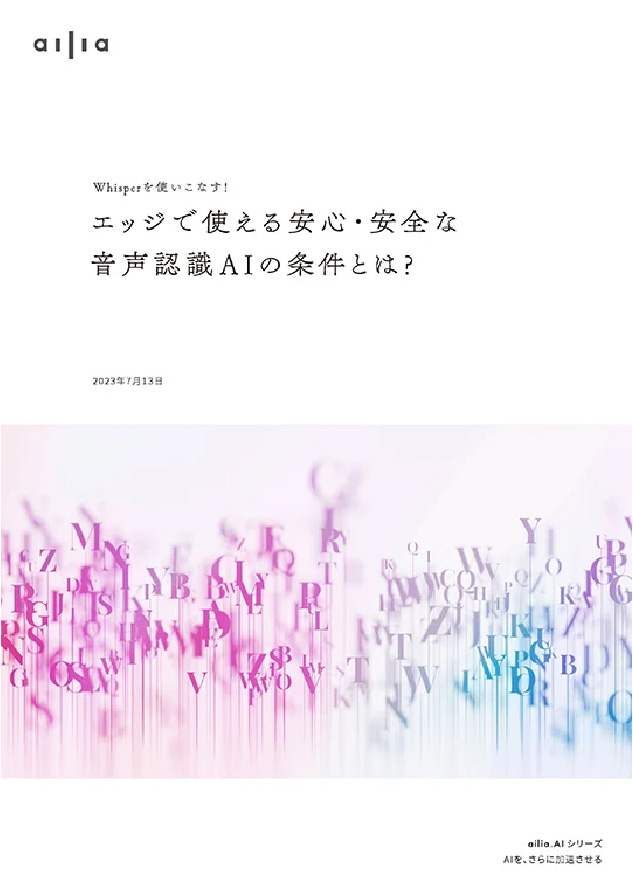 ailia
Whisperを使いこなす!
エッジで使える安心・安全な
音声認識AIの条件とは?
2023年7月13日
ailia.AI シリーズ
AIを、さらに加速させる